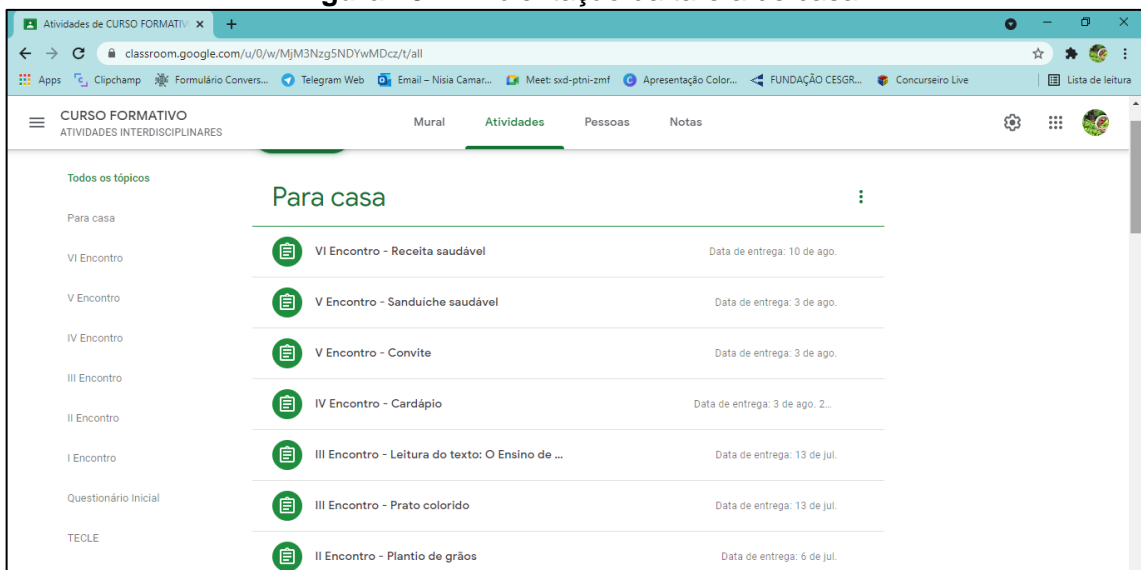 Atividades de CURSO FORMATIV
classroom.google.com/u/0/w/MjM3Nzg5NDYwMDcz/t/all
Apps Clipchamp Formulário Convers... Telegram Web Email – Nisia Camar... Meet: sxd-ptni-zmf Apresentação Color... FUNDAÇÃO CESGR... Concurseiro Live Lista de leitura
CURSO FORMATIVO
ATIVIDADES INTERDISCIPLINARES
Mural Atividades Pessoas Notas
Todos os tópicos
Para casa
VI Encontro
V Encontro
IV Encontro
III Encontro
II Encontro
I Encontro
Questionário Inicial
TECLE
Para casa
VI Encontro - Receita saudável Data de entrega: 10 de ago.
V Encontro - Sanduíche saudável Data de entrega: 3 de ago.
V Encontro - Convite Data de entrega: 3 de ago.
IV Encontro - Cardápio Data de entrega: 3 de ago. 2...
III Encontro - Leitura do texto: O Ensino de ... Data de entrega: 13 de jul.
III Encontro - Prato colorido Data de entrega: 13 de jul.
II Encontro - Plantio de grãos Data de entrega: 6 de jul.